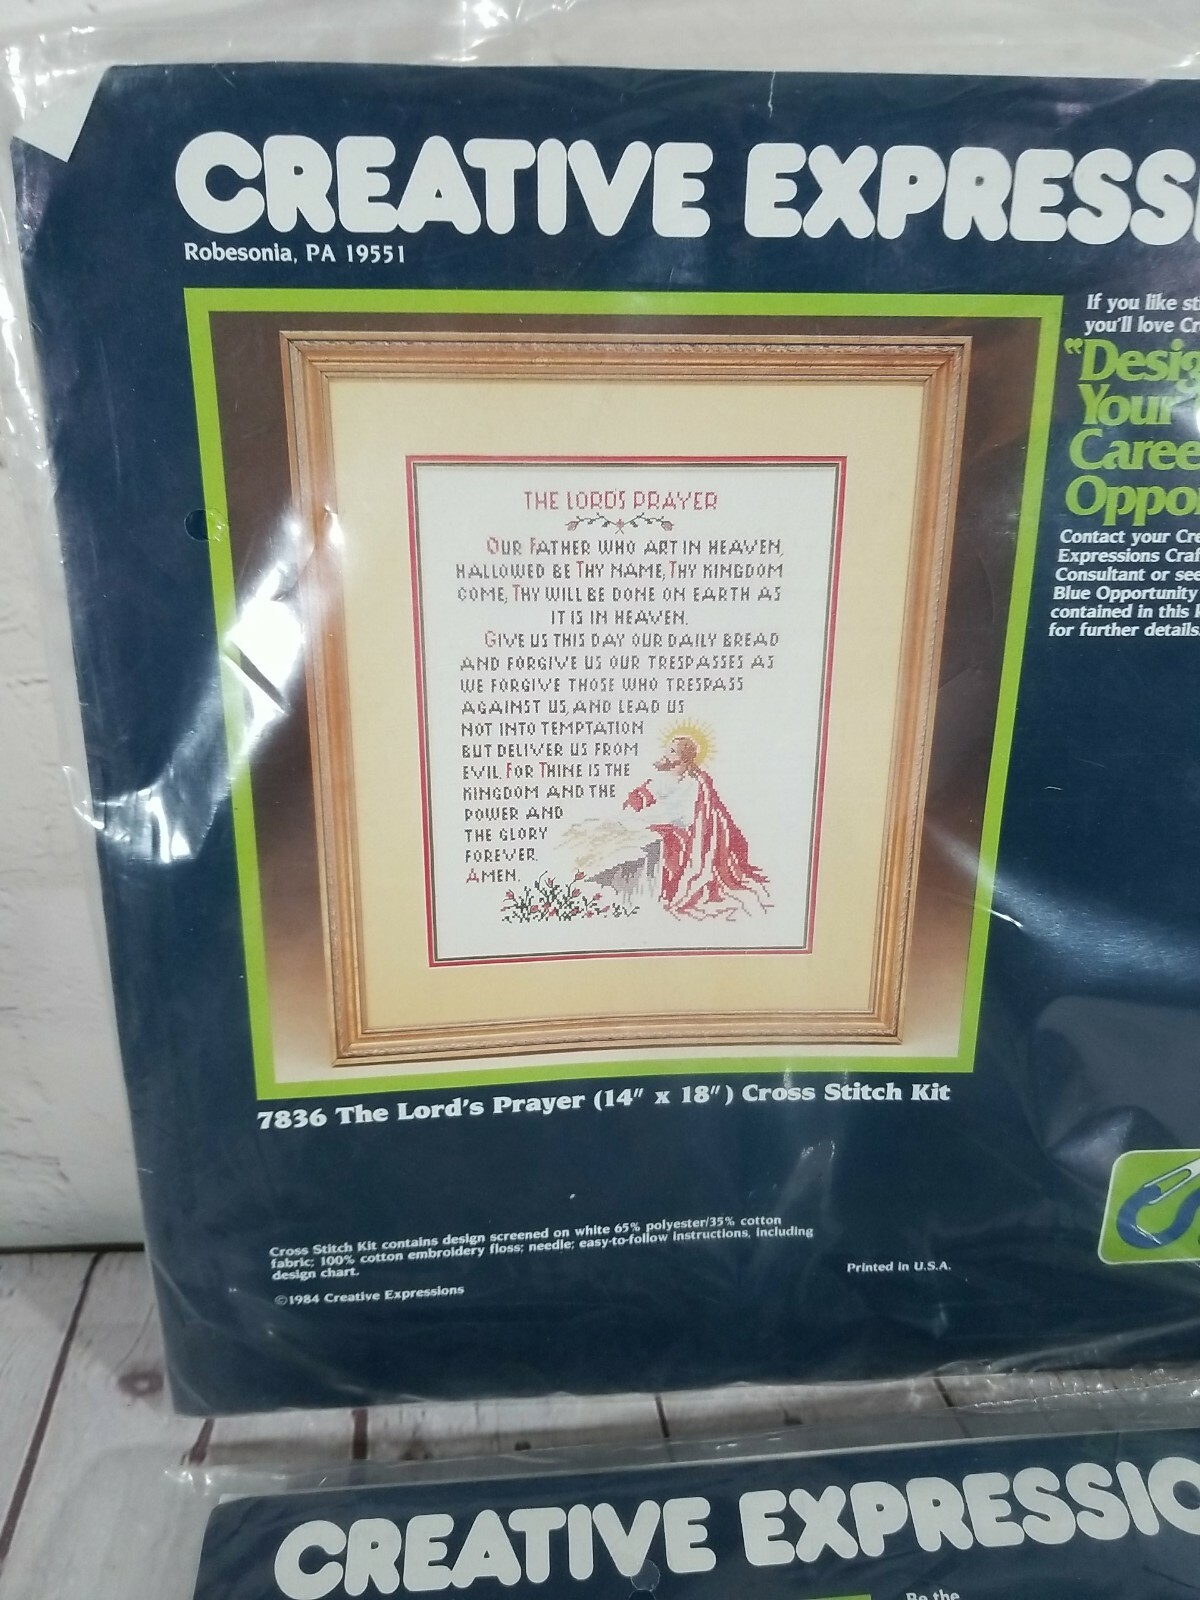 CREATIVE EXPRESSI
Robesonia, PA 19551
If you like sti
you'll love Cr
"Desig
Your
Caree
Oppo
Contact your Cre
Expressions Craf
Consultant or see
Blue Opportunity
contained in this
for further details
THE LORD'S PRAYER
OUR FATHER WHO ART IN HEAVEN,
HALLOWED BE THY NAME, THY KINGDOM
COME, THY WILL BE DONE ON EARTH AS
IT IS IN HEAVEN.
GIVE US THIS DAY OUR DAILY BREAD
AND FORGIVE US OUR TRESPASSES AS
WE FORGIVE THOSE WHO TRESPASS
AGAINST US, AND LEAD US
NOT INTO TEMPTATION
BUT DELIVER US FROM
EVIL. FOR THINE IS THE
KINGDOM AND THE
POWER AND
THE GLORY
FOREVER.
AMEN.
7836 The Lord's Prayer (14" x 18") Cross Stitch Kit
Cross Stitch Kit contains design screened on white 65% polyester/35% cotton
fabric; 100% cotton embroidery floss; needle; easy-to-follow instructions, including
design chart.
Printed in U.S.A.
©1984 Creative Expressions
CREATIVE EXPRESSIO
Be the